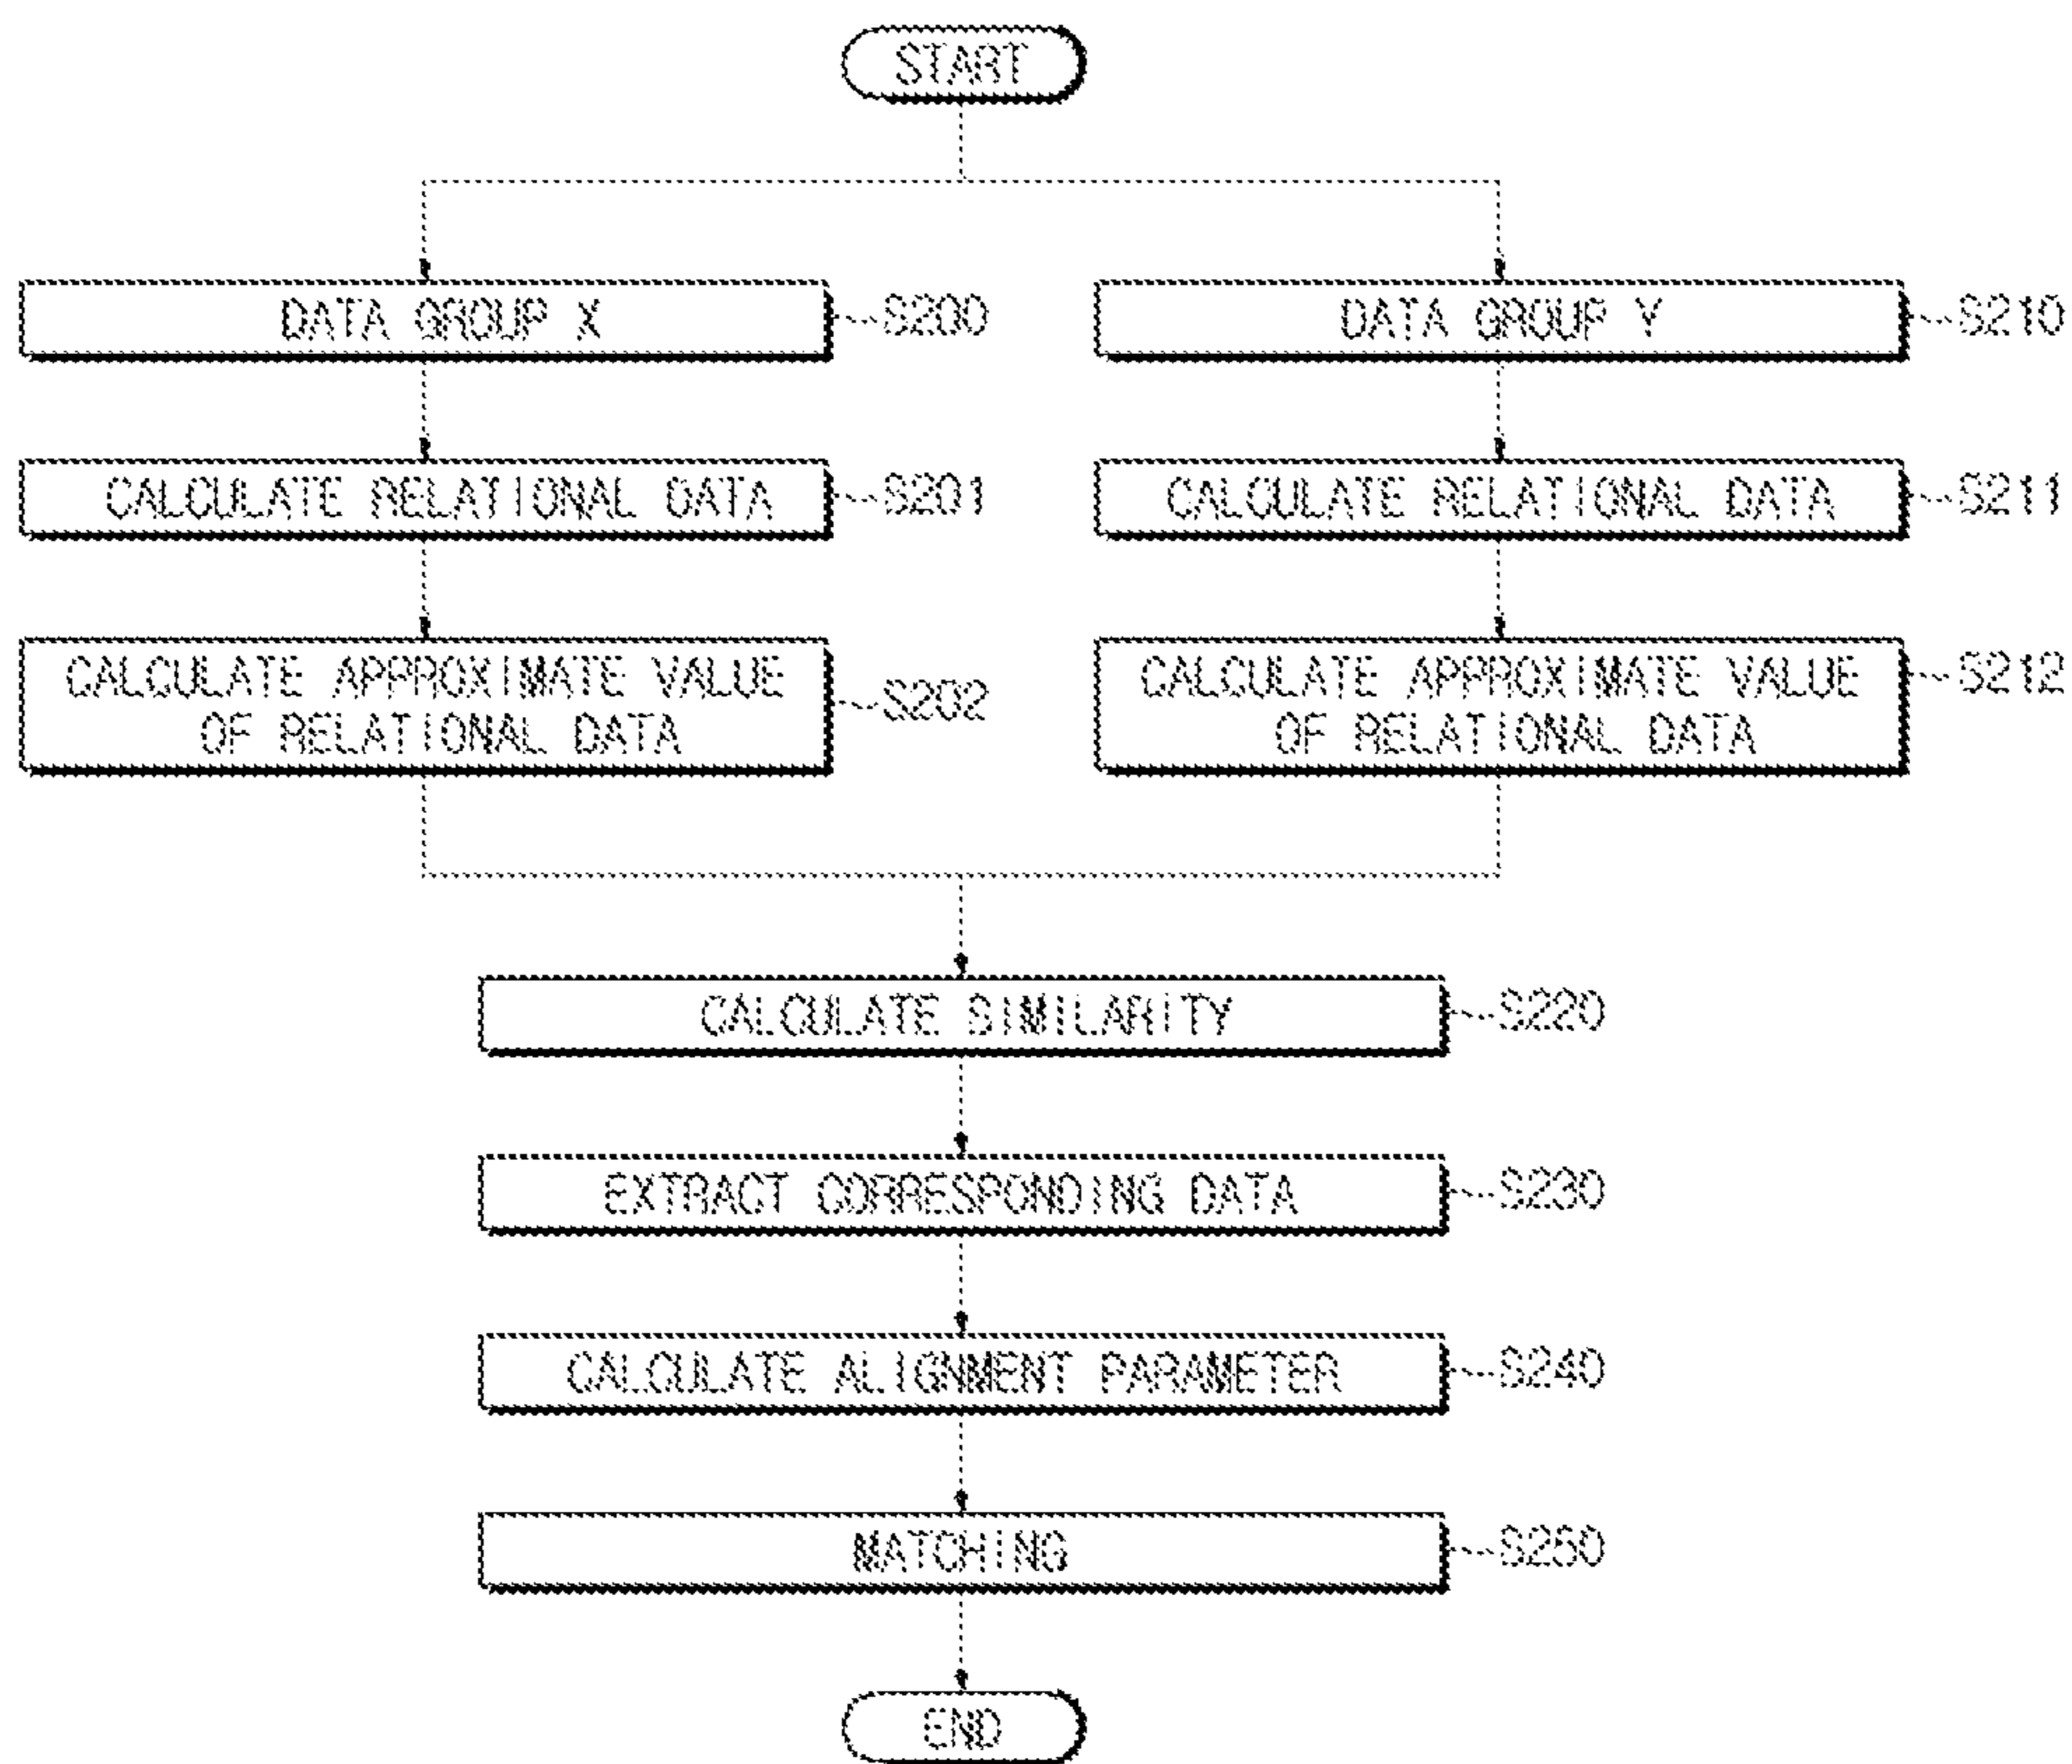 START
DATA GROUP X
S200
DATA GROUP Y
S210
CALCULATE RELATIONAL DATA
S201
CALCULATE RELATIONAL DATA
S211
CALCULATE APPROXIMATE VALUE
OF RELATIONAL DATA
S202
CALCULATE APPROXIMATE VALUE
OF RELATIONAL DATA
S212
CALCULATE SIMILARITY
S220
EXTRACT CORRESPONDING DATA
S230
CALCULATE ALIGNMENT PARAMETER
S240
MATCHING
S250
END